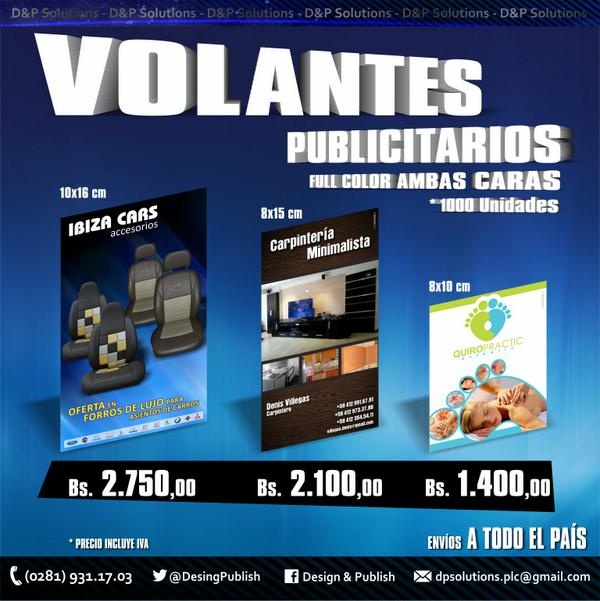 D&P Solutions - D&P Solutions - D&P Solutions - D&P Solutions - D&P Solutions - D&P Solutions
VOLANTES
PUBLICITARIOS
FULL COLOR AMBAS CARAS
*1000 Unidades
10x16 cm
IBIZA CARS
accesorios
OFERTA EN
FORROS DE LUJO PARA
ASIENTOS DE CARROS
8x15 cm
Carpintería
Minimalista
Denis Villegas
Carpintero
8x10 cm
QUIROPRACTIC
Bs. 2.750,00
Bs. 2.100,00
Bs. 1.400,00
* PRECIO INCLUYE IVA
ENVÍOS A TODO EL PAÍS
(0281) 931.17.03
@DesingPublish
Design & Publish
dpsolutions.plc@gmail.com